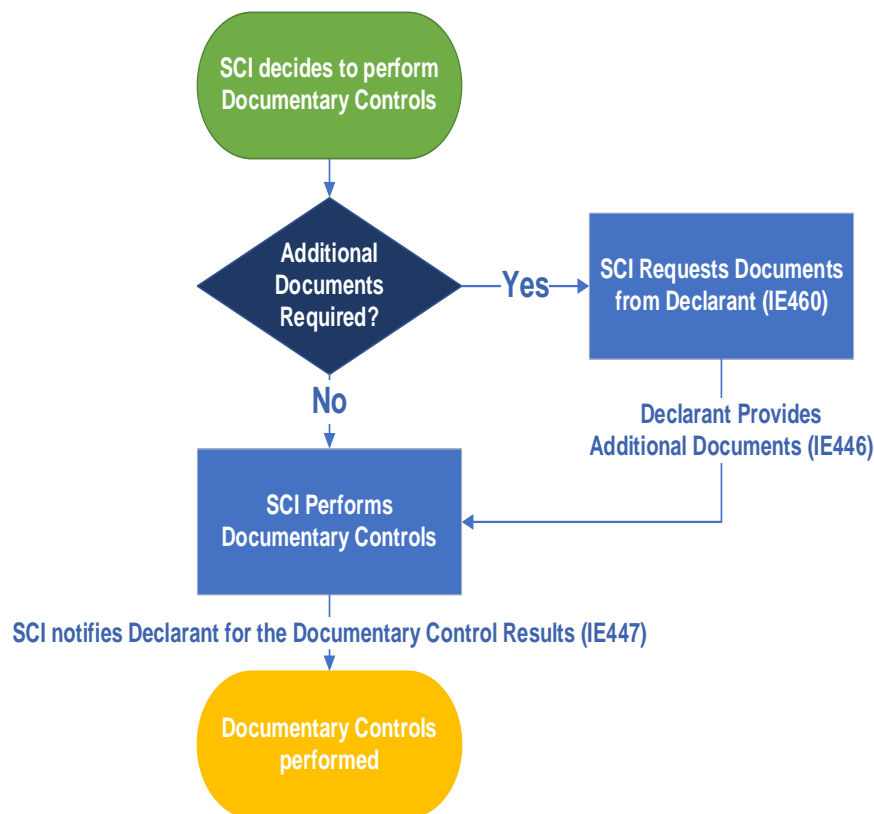 SCI decides to perform
Documentary Controls
Additional
Documents
Required?
Yes
SCI Requests Documents
from Declarant (IE460)
No
Declarant Provides
Additional Documents (IE446)
SCI Performs
Documentary Controls
SCI notifies Declarant for the Documentary Control Results (IE447)
Documentary Controls
performed